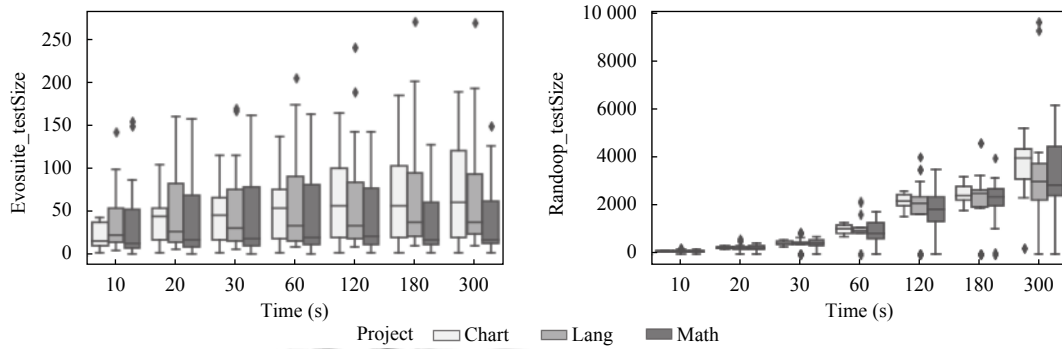 Evosuite_testSize
250
200
150
100
50
0
10 20 30 60 120 180 300
Time (s)
Randoop_testSize
10 000
8000
6000
4000
2000
0
10 20 30 60 120 180 300
Time (s)
Project Chart Lang Math